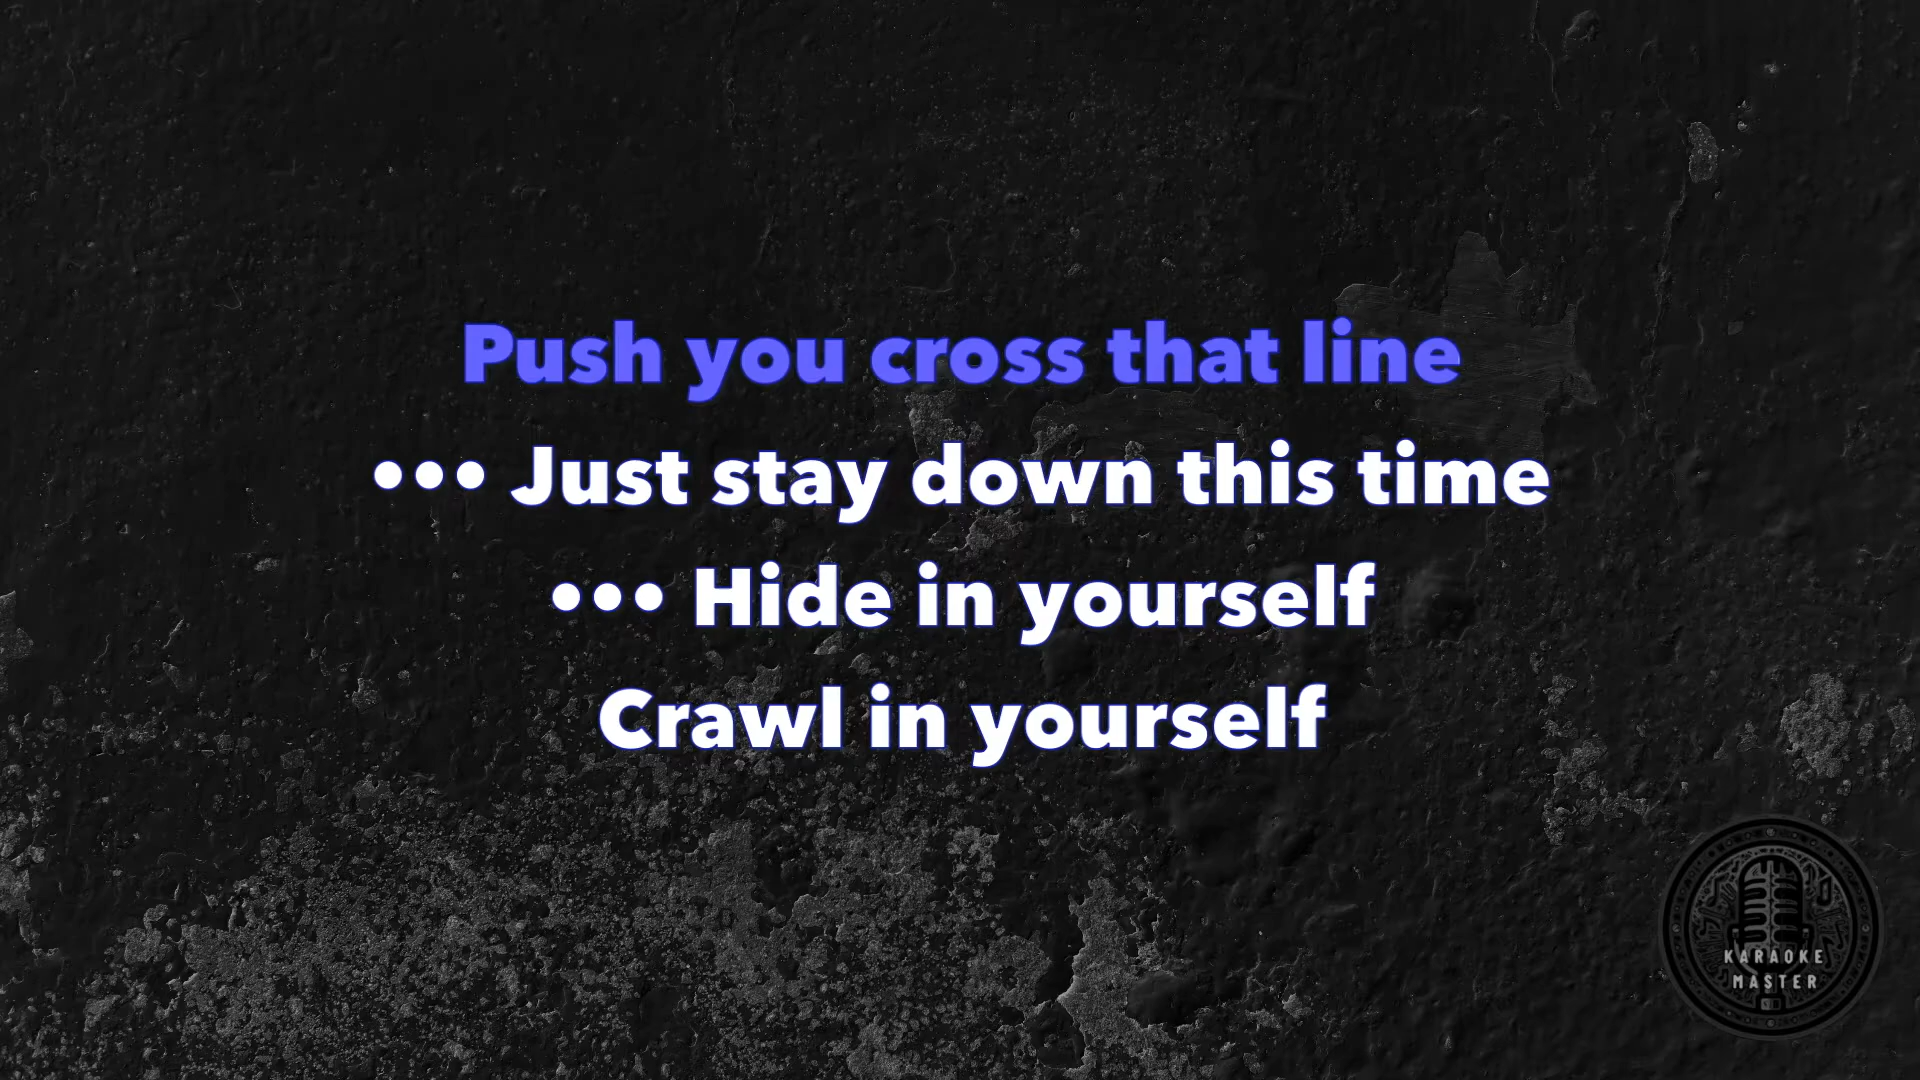 Push you cross that line
••• Just stay down this time
••• Hide in yourself
Crawl in yourself
KARAOKE
MASTER